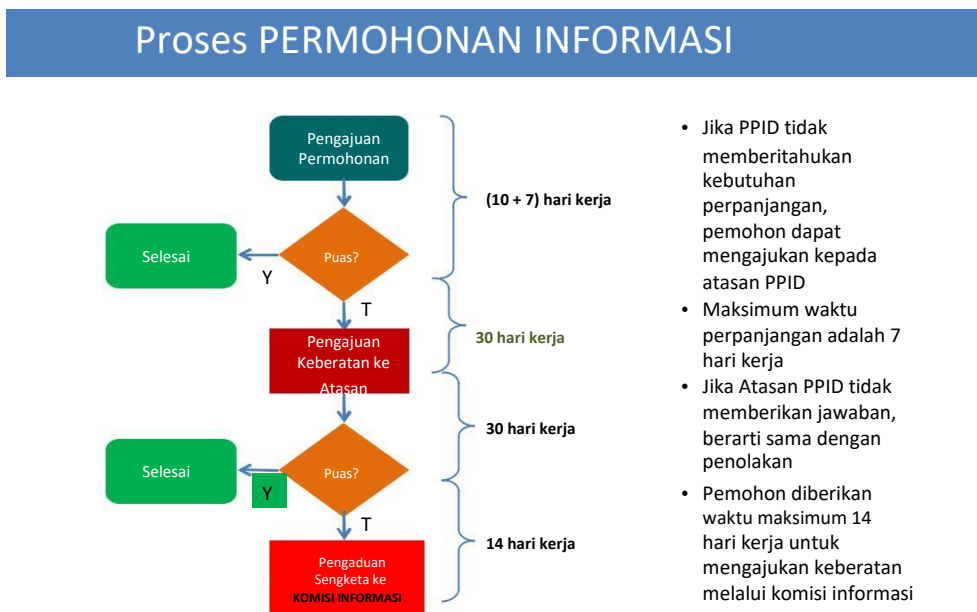 Proses PERMOHONAN INFORMASI
Pengajuan
Permohonan
(10 + 7) hari kerja
Selesai
Puas?
Y
T
Pengajuan
Keberatan ke
Atasan
30 hari kerja
30 hari kerja
Selesai
Puas?
Y
T
14 hari kerja
Pengaduan
Sengketa ke
KOMISI INFORMASI
• Jika PPID tidak
memberitahukan
kebutuhan
perpanjangan,
pemohon dapat
mengajukan kepada
atasan PPID
• Maksimum waktu
perpanjangan adalah 7
hari kerja
• Jika Atasan PPID tidak
memberikan jawaban,
berarti sama dengan
penolakan
• Pemohon diberikan
waktu maksimum 14
hari kerja untuk
mengajukan keberatan
melalui komisi informasi